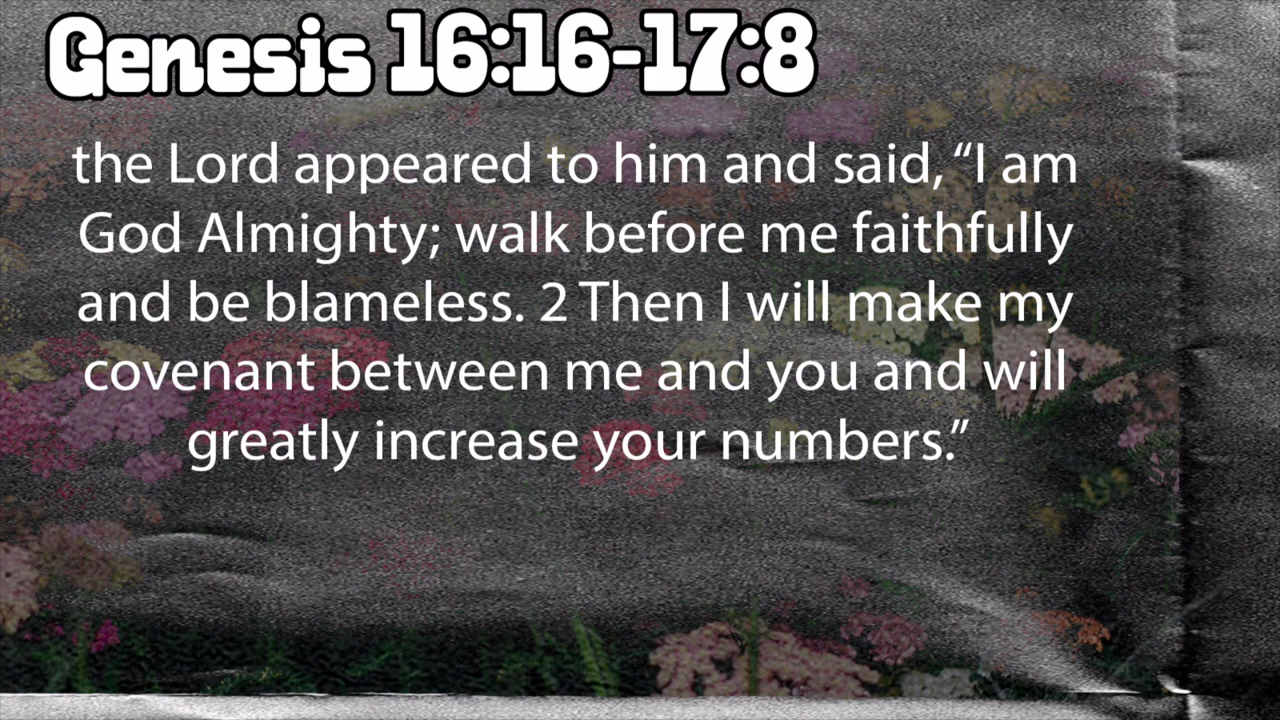 Genesis 16:16-17:8
the Lord appeared to him and said, “I am
God Almighty; walk before me faithfully
and be blameless. 2 Then I will make my
covenant between me and you and will
greatly increase your numbers.”